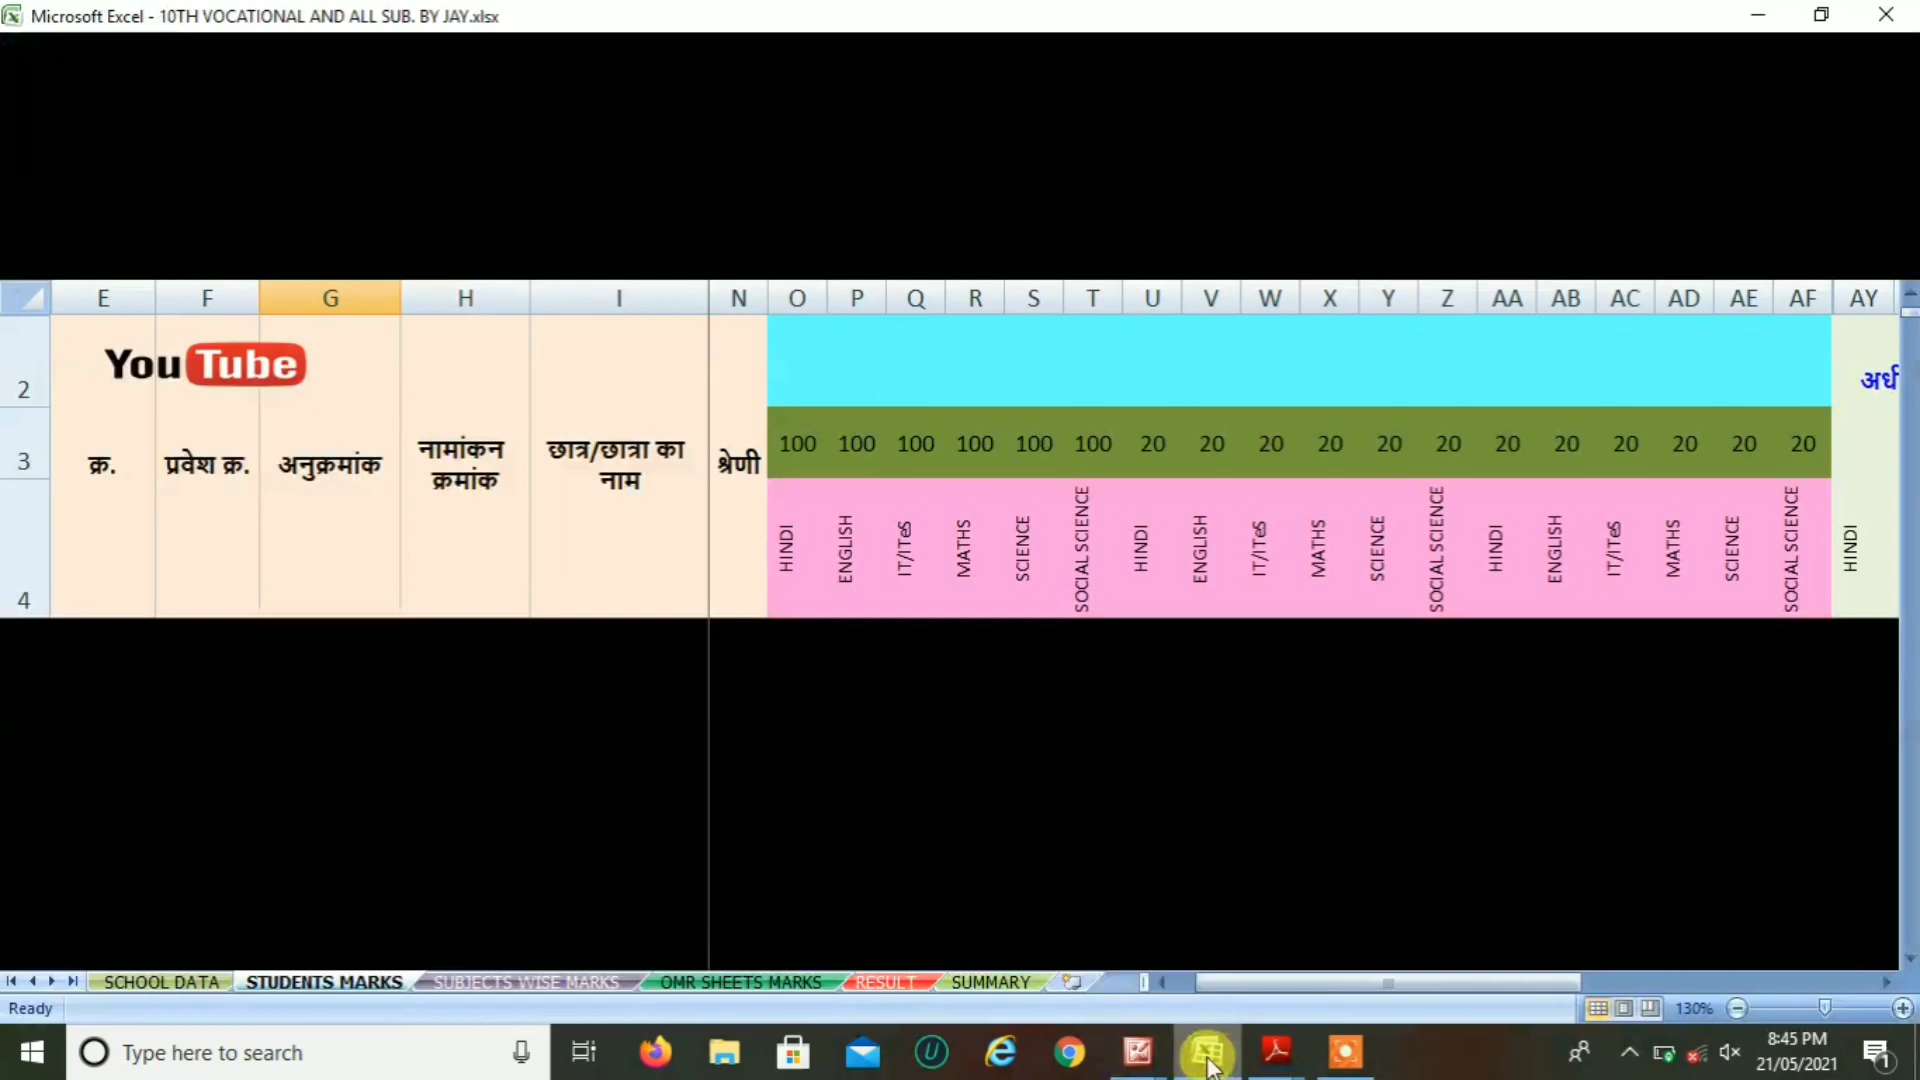 Microsoft Excel - 10TH VOCATIONAL AND ALL SUB. BY JAY.xlsx
E F G H I N O P Q R S T U V W X Y Z AA AB AC AD AE AF AY
2 YouTube अर्ध
3 क्र. प्रवेश क्र. अनुक्रमांक नामांकन क्रमांक छात्र/छात्रा का नाम श्रेणी 100 100 100 100 100 100 20 20 20 20 20 20 20 20 20 20 20 20
4 HINDI ENGLISH IT/ITeS MATHS SCIENCE SOCIAL SCIENCE HINDI ENGLISH IT/ITeS MATHS SCIENCE SOCIAL SCIENCE HINDI ENGLISH IT/ITeS MATHS SCIENCE SOCIAL SCIENCE HINDI
SCHOOL DATA STUDENTS MARKS SUBJECTS WISE MARKS OMR SHEETS MARKS RESULT SUMMARY
Ready 130%
Type here to search
8:45 PM
21/05/2021
1